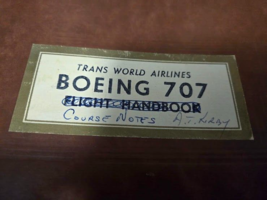 TRANS WORLD AIRLINES
BOEING 707
FLIGHT HANDBOOK
COURSE NOTES